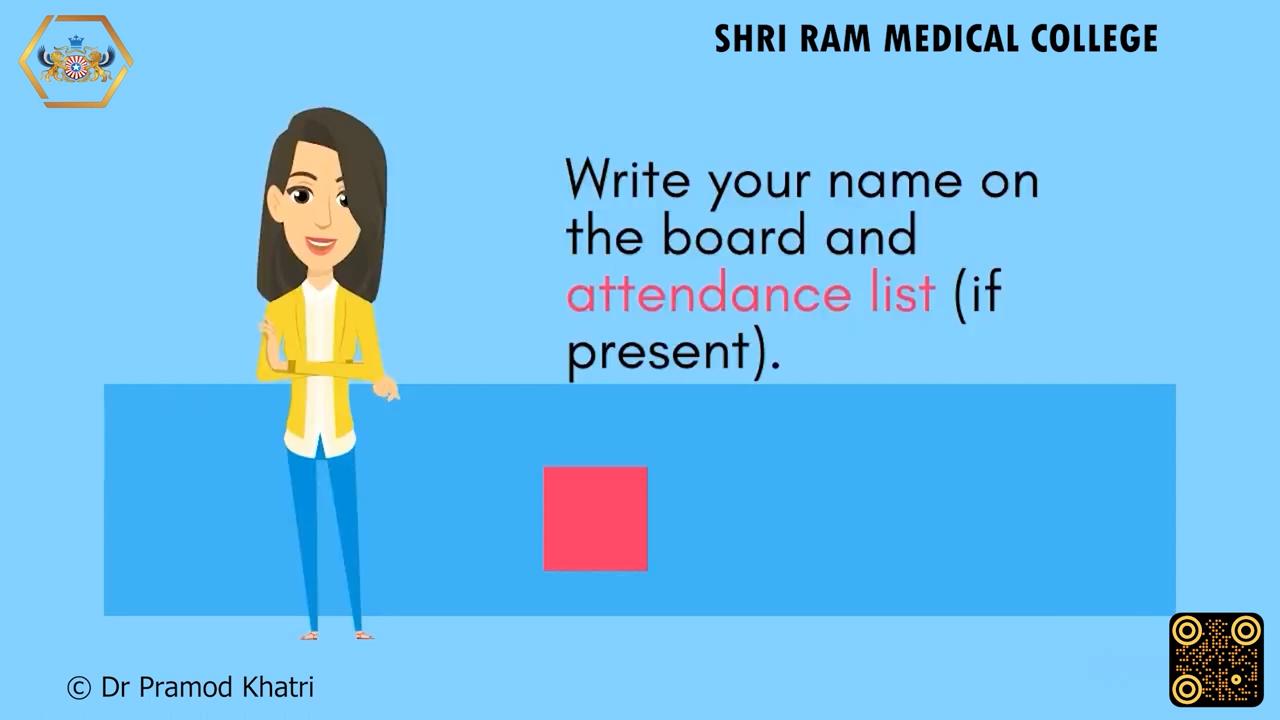 SHRI RAM MEDICAL COLLEGE
Write your name on
the board and
attendance list (if
present).
© Dr Pramod Khatri